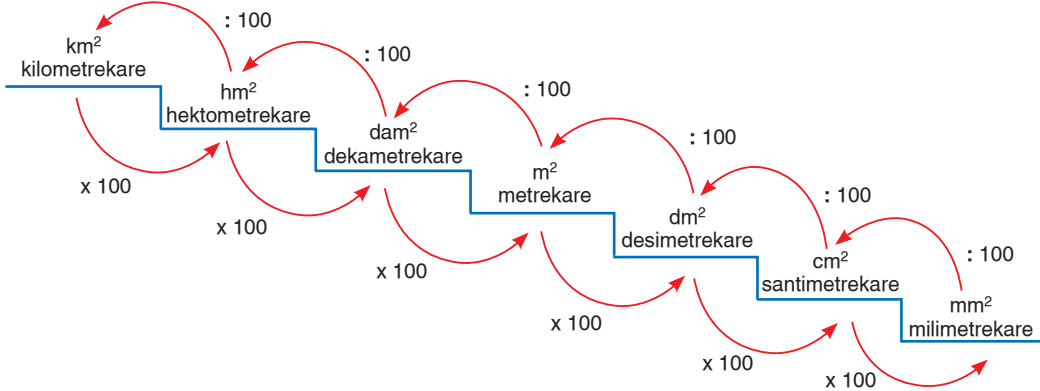 km²
kilometrekare
: 100
x 100
hm²
hektometrekare
: 100
x 100
dam²
dekametrekare
: 100
x 100
m²
metrekare
: 100
x 100
dm²
desimetrekare
: 100
x 100
cm²
santimetrekare
: 100
x 100
mm²
milimetrekare